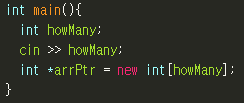 int main(){
int howMany;
cin >> howMany;
int *arrPtr = new int[howMany];
}